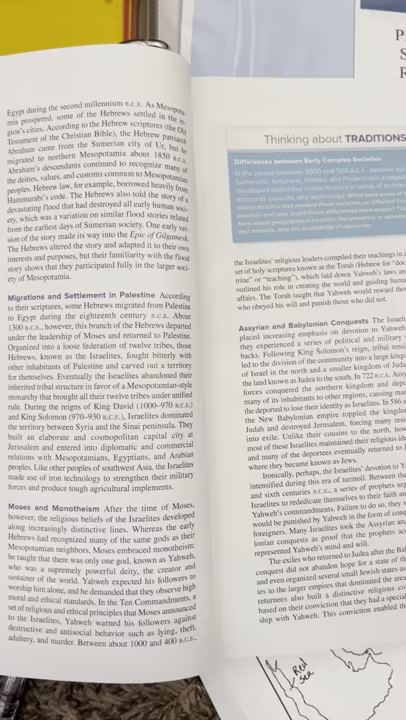 Egypt during the second millennium B.C.E. As Mesopota-
mia prospered, some of the Hebrews settled in the re-
gion's cities. According to the Hebrew scriptures (the Old
Testament of the Christian Bible), the Hebrew patriarch
Abraham came from the Sumerian city of Ur, but he
migrated to northern Mesopotamia about 1850 B.C.E.
Abraham's descendants continued to recognize many of
the deities, values, and customs common to Mesopotamian
peoples. Hebrew law, for example, borrowed heavily from
Hammurabi's code. The Hebrews also told the story of a
devastating flood that had destroyed all early human soci-
ety, which was a variation on similar flood stories related
from the earliest days of Sumerian society. One early ver-
sion of the story made its way into the Epic of Gilgamesh.
The Hebrews altered the story and adapted it to their own
interests and purposes, but their familiarity with the flood
story shows that they participated fully in the larger soci-
ety of Mesopotamia.
Migrations and Settlement in Palestine According
to their scriptures, some Hebrews migrated from Palestine
to Egypt during the eighteenth century B.C.E. About
1300 B.C.E., however, this branch of the Hebrews departed
under the leadership of Moses and returned to Palestine.
Organized into a loose federation of twelve tribes, those
Hebrews, known as the Israelites, fought bitterly with
other inhabitants of Palestine and carved out a territory
for themselves. Eventually the Israelites abandoned their
inherited tribal structure in favor of a Mesopotamian-style
monarchy that brought all their twelve tribes under unified
rule. During the reigns of King David (1000–970 B.C.E.)
and King Solomon (970–930 B.C.E.), Israelites dominated
the territory between Syria and the Sinai peninsula. They
built an elaborate and cosmopolitan capital city at
Jerusalem and entered into diplomatic and commercial
relations with Mesopotamians, Egyptians, and Arabian
peoples. Like other peoples of southwest Asia, the Israelites
made use of iron technology to strengthen their military
forces and produce tough agricultural implements.
Moses and Monotheism After the time of Moses,
however, the religious beliefs of the Israelites developed
along increasingly distinctive lines. Whereas the early
Hebrews had recognized many of the same gods as their
Mesopotamian neighbors, Moses embraced monotheism:
he taught that there was only one god, known as Yahweh,
who was a supremely powerful deity, the creator and
sustainer of the world. Yahweh expected his followers to
worship him alone, and he demanded that they observe high
moral and ethical standards. In the Ten Commandments, a
set of religious and ethical principles that Moses announced
to the Israelites, Yahweh warned his followers against
destructive and antisocial behavior such as lying, theft,
adultery, and murder. Between about 1000 and 400 B.C.E.,
P
S
R
Thinking about TRADITIONS
Differences between Early Complex Societies
In the period between 3500 and 500 B.C.E.
the Israelites' religious leaders compiled their teachings in a
set of holy scriptures known as the Torah (Hebrew for "doc-
trine" or "teaching"), which laid down Yahweh's laws and
outlined his role in creating the world and guiding human
affairs. The Torah taught that Yahweh would reward those
who obeyed his will and punish those who did not.
Assyrian and Babylonian Conquests The Israeli
placed increasing emphasis on devotion to Yahweh
they experienced a series of political and military
backs. Following King Solomon's reign, tribal tensi
led to the division of the community into a large king
of Israel in the north and a smaller kingdom of Juda
the land known as Judea to the south. In 722 B.C.E. Assy
forces conquered the northern kingdom and depo
many of its inhabitants to other regions, causing ma
the deported to lose their identity as Israelites. In 586 B
the New Babylonian empire toppled the kingdom
Judah and destroyed Jerusalem, forcing many resi
into exile. Unlike their cousins to the north, how
most of these Israelites maintained their religious ide
and many of the deportees eventually returned to J
where they became known as Jews.
Ironically, perhaps, the Israelites' devotion to Y
intensified during this era of turmoil. Between the
and sixth centuries B.C.E., a series of prophets urg
Israelites to rededicate themselves to their faith an
Yahweh's commandments. Failure to do so, they w
would be punished by Yahweh in the form of conqu
foreigners. Many Israelites took the Assyrian and
lonian conquests as proof that the prophets acc
represented Yahweh's mind and will.
The exiles who returned to Judea after the Bab
conquest did not abandon hope for a state of th
and even organized several small Jewish states as
ies to the larger empires that dominated the area
returnees also built a distinctive religious co
based on their conviction that they had a special
ship with Yahweh. This conviction enabled th
Red
Sea